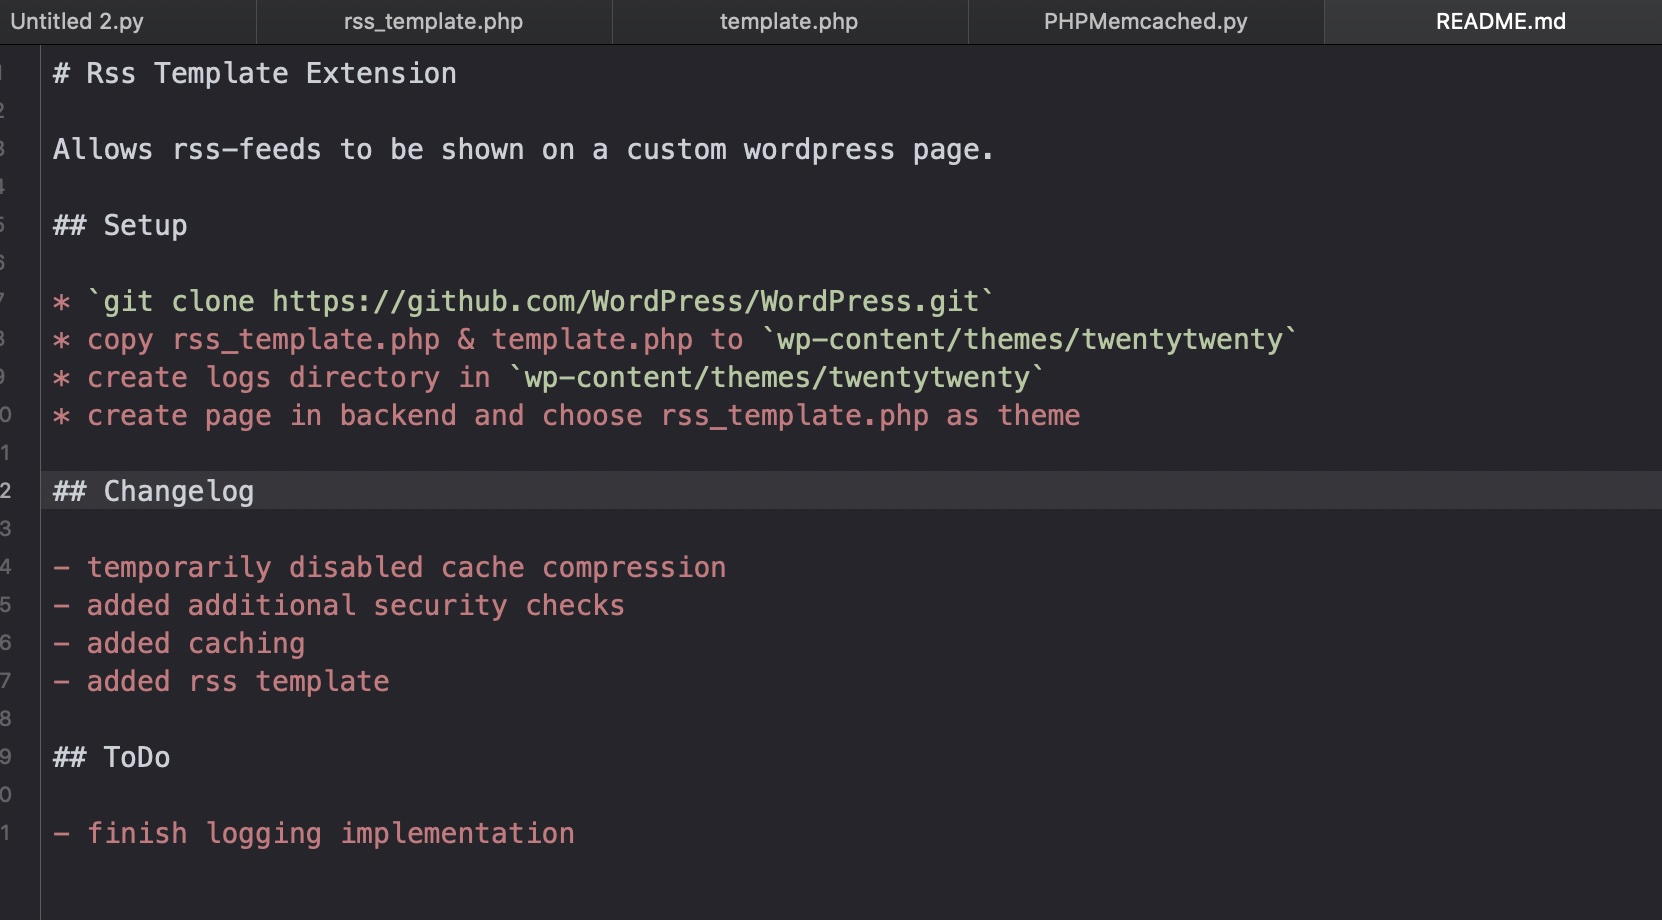 Untitled 2.py
rss_template.php
template.php
PHPMemcached.py
README.md
# Rss Template Extension
Allows rss-feeds to be shown on a custom wordpress page.
## Setup
* `git clone https://github.com/WordPress/WordPress.git`
* copy rss_template.php & template.php to `wp-content/themes/twentytwenty`
* create logs directory in `wp-content/themes/twentytwenty`
* create page in backend and choose rss_template.php as theme
## Changelog
- temporarily disabled cache compression
- added additional security checks
- added caching
- added rss template
## ToDo
- finish logging implementation